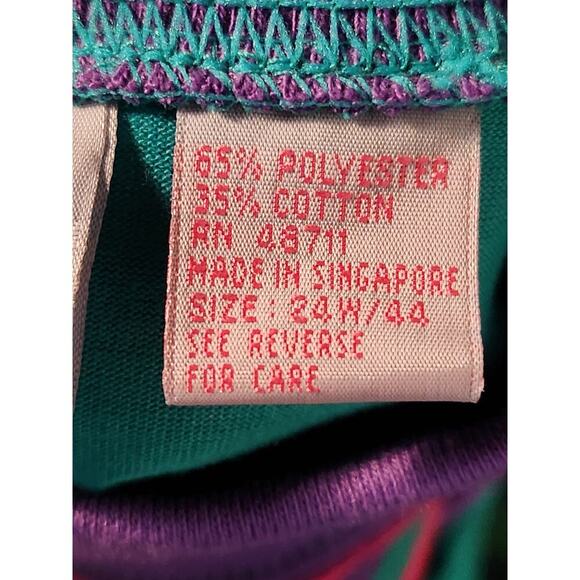 65% POLYESTER
35% COTTON
RN 48711
MADE IN SINGAPORE
SIZE: 24W/44
SEE REVERSE
FOR CARE